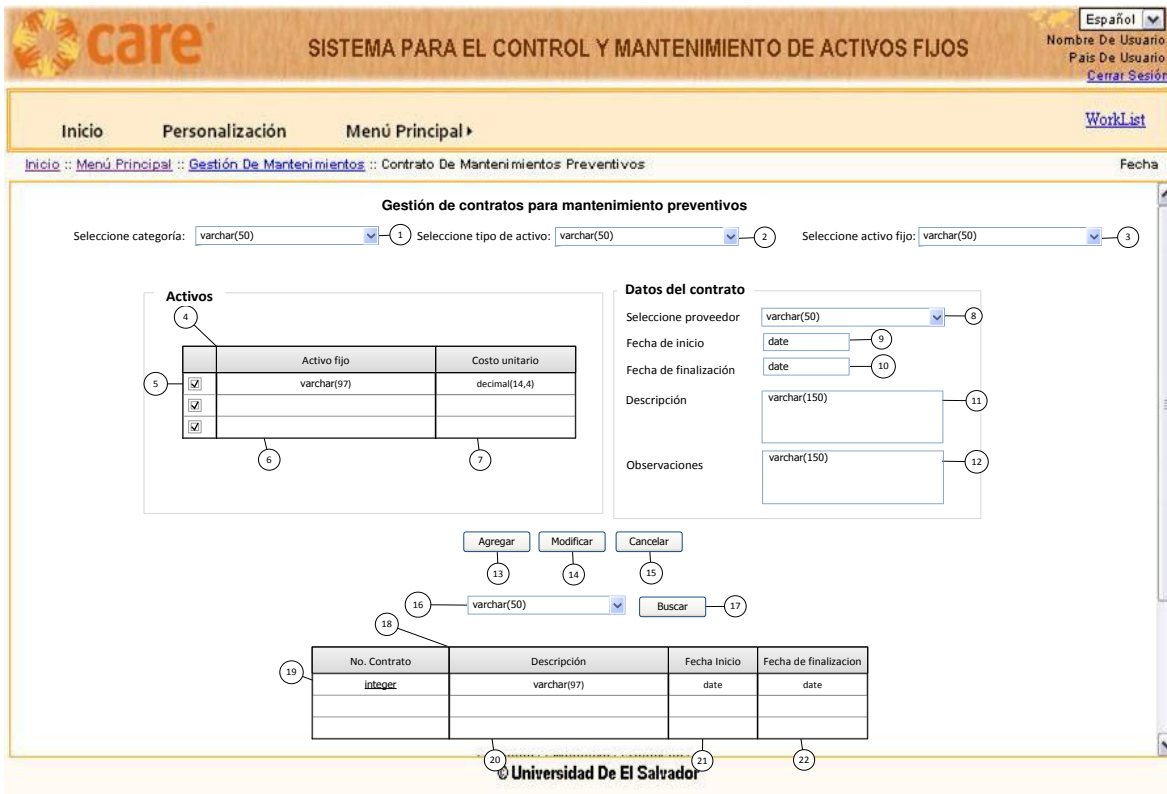 care
SISTEMA PARA EL CONTROL Y MANTENIMIENTO DE ACTIVOS FIJOS
Español
Nombre De Usuario
Pais De Usuario
Cerrar Sesión
Inicio Personalización Menú Principal
WorkList
Inicio :: Menú Principal :: Gestión De Mantenimientos :: Contrato De Mantenimientos Preventivos Fecha
Gestión de contratos para mantenimiento preventivos
Seleccione categoría: varchar(50) 1 Seleccione tipo de activo: varchar(50) 2 Seleccione activo fijo: varchar(50) 3
Activos
4
Activo fijo Costo unitario
5 varchar(97) decimal(14,4)
6 7
Datos del contrato
Seleccione proveedor varchar(50) 8
Fecha de inicio date 9
Fecha de finalización date 10
Descripción varchar(150) 11
Observaciones varchar(150) 12
Agregar Modificar Cancelar
13 14 15
16 varchar(50) Buscar 17
18
No. Contrato Descripción Fecha Inicio Fecha de finalizacion
19 integer varchar(97) date date
20 21 22
© Universidad De El Salvador